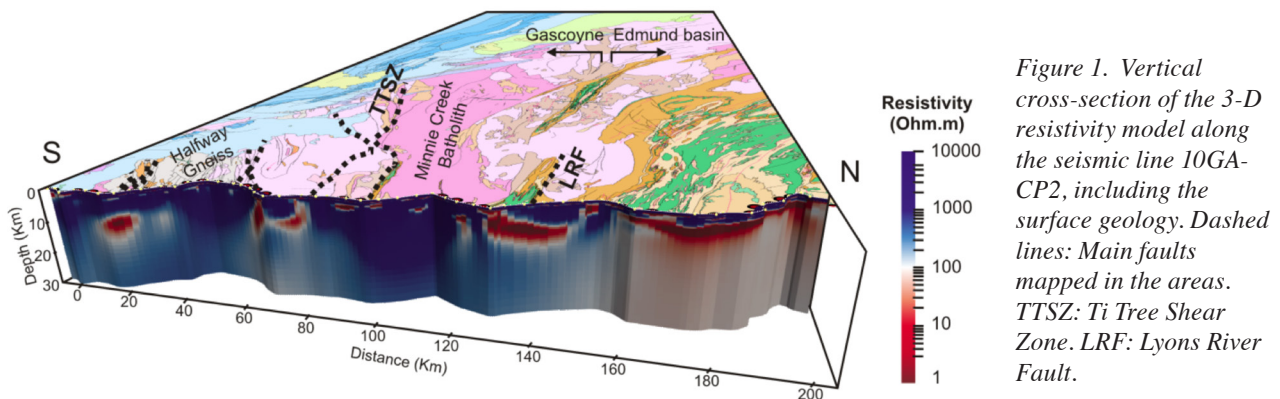 Gascoyne Edmund basin
TTSZ
Minnie Creek
Batholith
Halfway
Gneiss
LRF
S
N
Resistivity
(Ohm.m)
10000
1000
100
10
1
0
10
20
30
Depth (Km)
0
20
40
60
80
100
120
140
160
180
200
Distance (Km)
Figure 1. Vertical
cross-section of the 3-D
resistivity model along
the seismic line 10GA-
CP2, including the
surface geology. Dashed
lines: Main faults
mapped in the areas.
TTSZ: Ti Tree Shear
Zone. LRF: Lyons River
Fault.